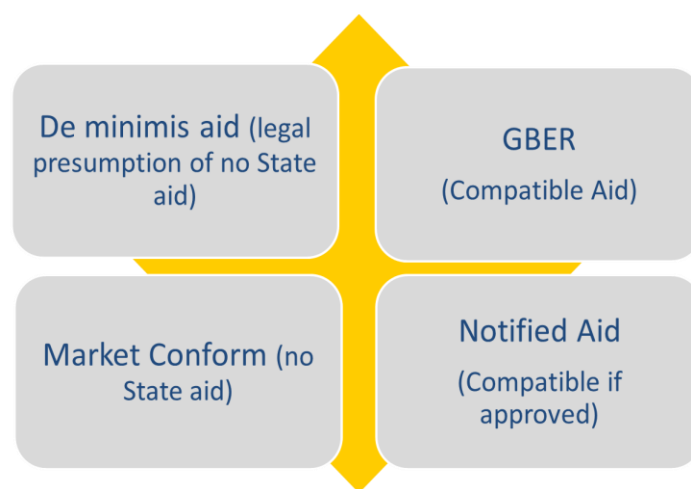 De minimis aid (legal
presumption of no State
aid)
GBER
(Compatible Aid)
Market Conform (no
State aid)
Notified Aid
(Compatible if
approved)